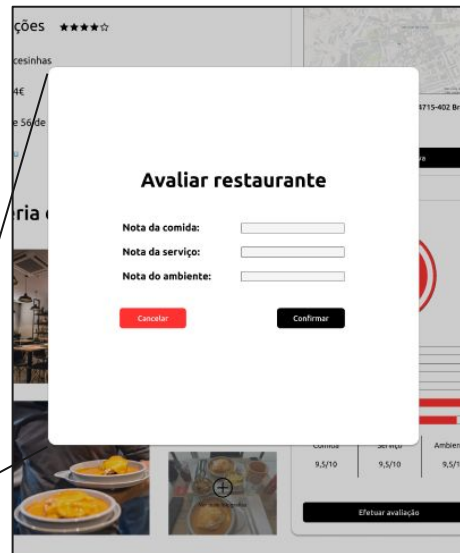 ções ★★★★☆
cesinhas
4€
e 56 de
4715-402 Br
va
ria
Avaliar restaurante
Nota da comida:
Nota da serviço:
Nota do ambiente:
Cancelar
Confirmar
Comida Serviço Ambien
9,5/10 9,5/10 9,5/1
Efetuar avaliação